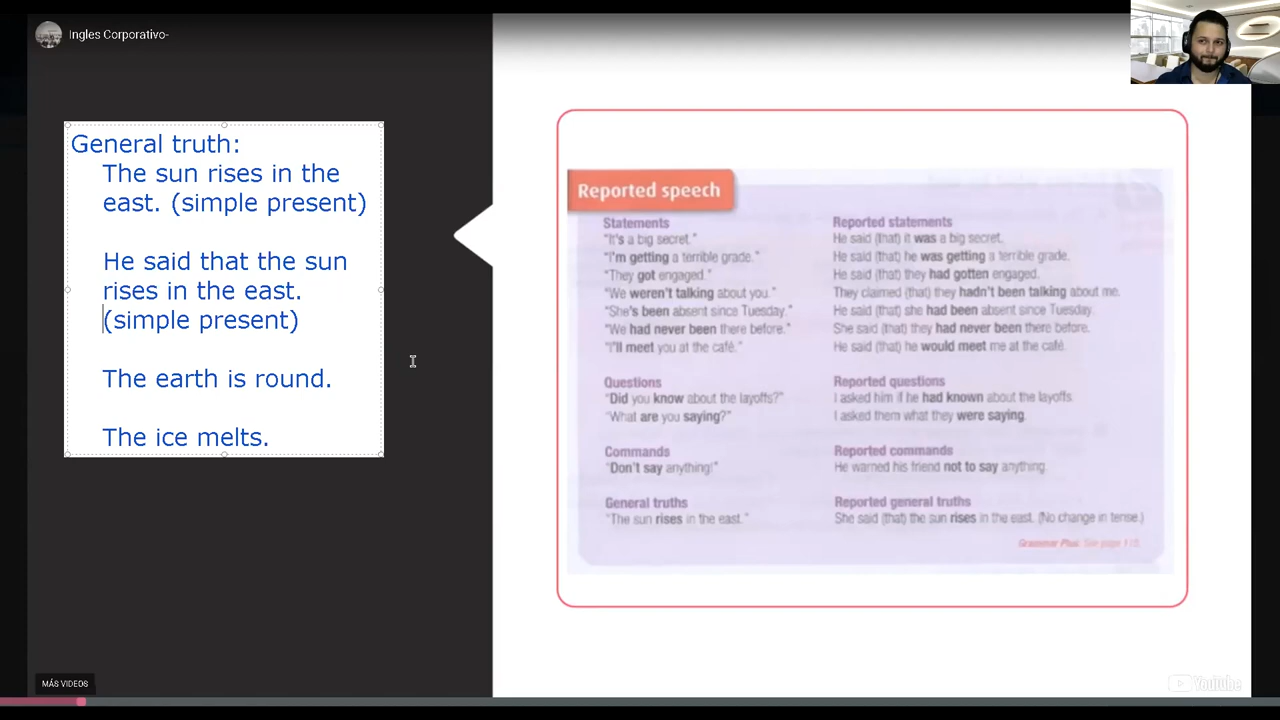 Ingles Corporativo-
General truth:
The sun rises in the
east. (simple present)
He said that the sun
rises in the east.
(simple present)
The earth is round.
The ice melts.
Reported speech
Statements
"It's a big secret."
"I'm getting a terrible grade."
"They got engaged."
"We weren't talking about you."
"She's been absent since Tuesday."
"We had never been there before."
"I'll meet you at the café."
Reported statements
He said (that) it was a big secret.
He said (that) he was getting a terrible grade.
He said (that) they had gotten engaged.
They claimed (that) they hadn't been talking about me.
He said (that) she had been absent since Tuesday.
She said (that) they had never been there before.
He said (that) he would meet me at the café.
Questions
"Did you know about the layoffs?"
"What are you saying?"
Reported questions
I asked him if he had known about the layoffs.
I asked them what they were saying.
Commands
"Don't say anything!"
Reported commands
He warned his friend not to say anything.
General truths
"The sun rises in the east."
Reported general truths
She said (that) the sun rises in the east. (No change in tense.)
Grammar Plus: See page 115.
MÁS VIDEOS
YouTube